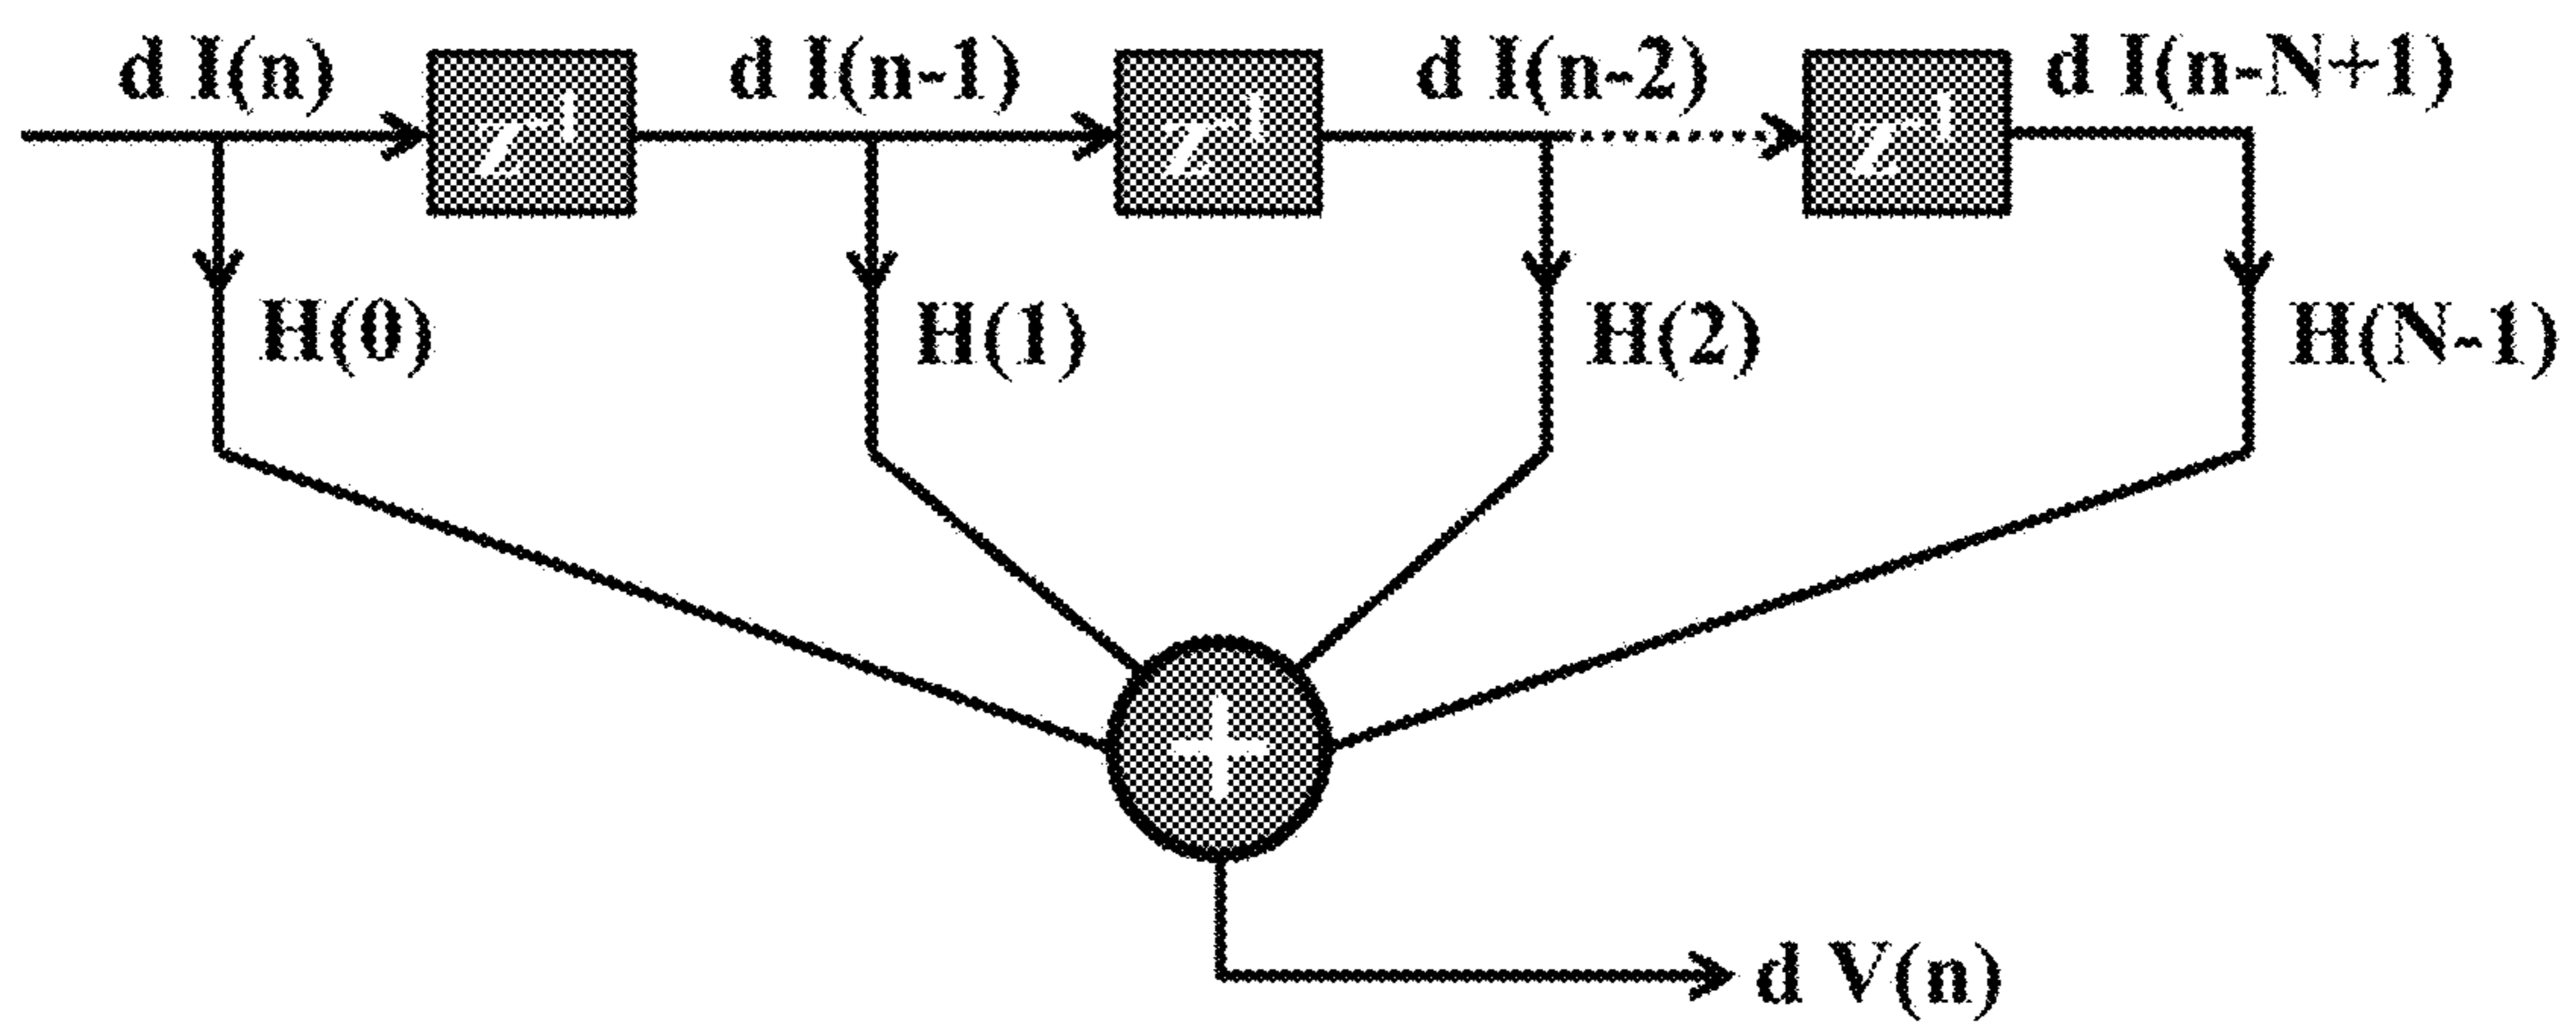 d I(n)
d I(n-1)
d I(n-2)
d I(n-N+1)
z⁻¹
z⁻¹
z⁻¹
H(0)
H(1)
H(2)
H(N-1)
+
d V(n)